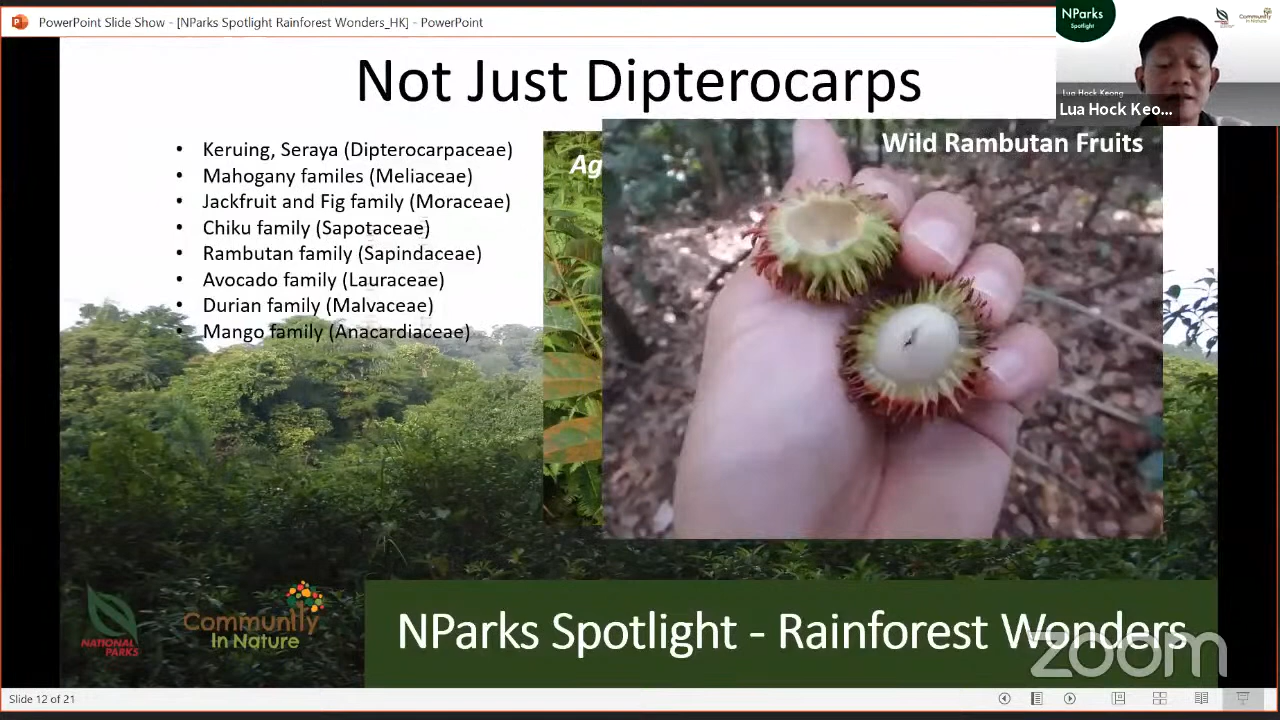 PowerPoint Slide Show - [NParks Spotlight Rainforest Wonders_HK] - PowerPoint
NParks
Spotlight
Lua Hock Keong
Lua Hock Keo...
Not Just Dipterocarps
• Keruing, Seraya (Dipterocarpaceae)
• Mahogany familes (Meliaceae)
• Jackfruit and Fig family (Moraceae)
• Chiku family (Sapotaceae)
• Rambutan family (Sapindaceae)
• Avocado family (Lauraceae)
• Durian family (Malvaceae)
• Mango family (Anacardiaceae)
Ag
Wild Rambutan Fruits
NATIONAL
PARKS
Community
In Nature
NParks Spotlight - Rainforest Wonders
zoom
Slide 12 of 21